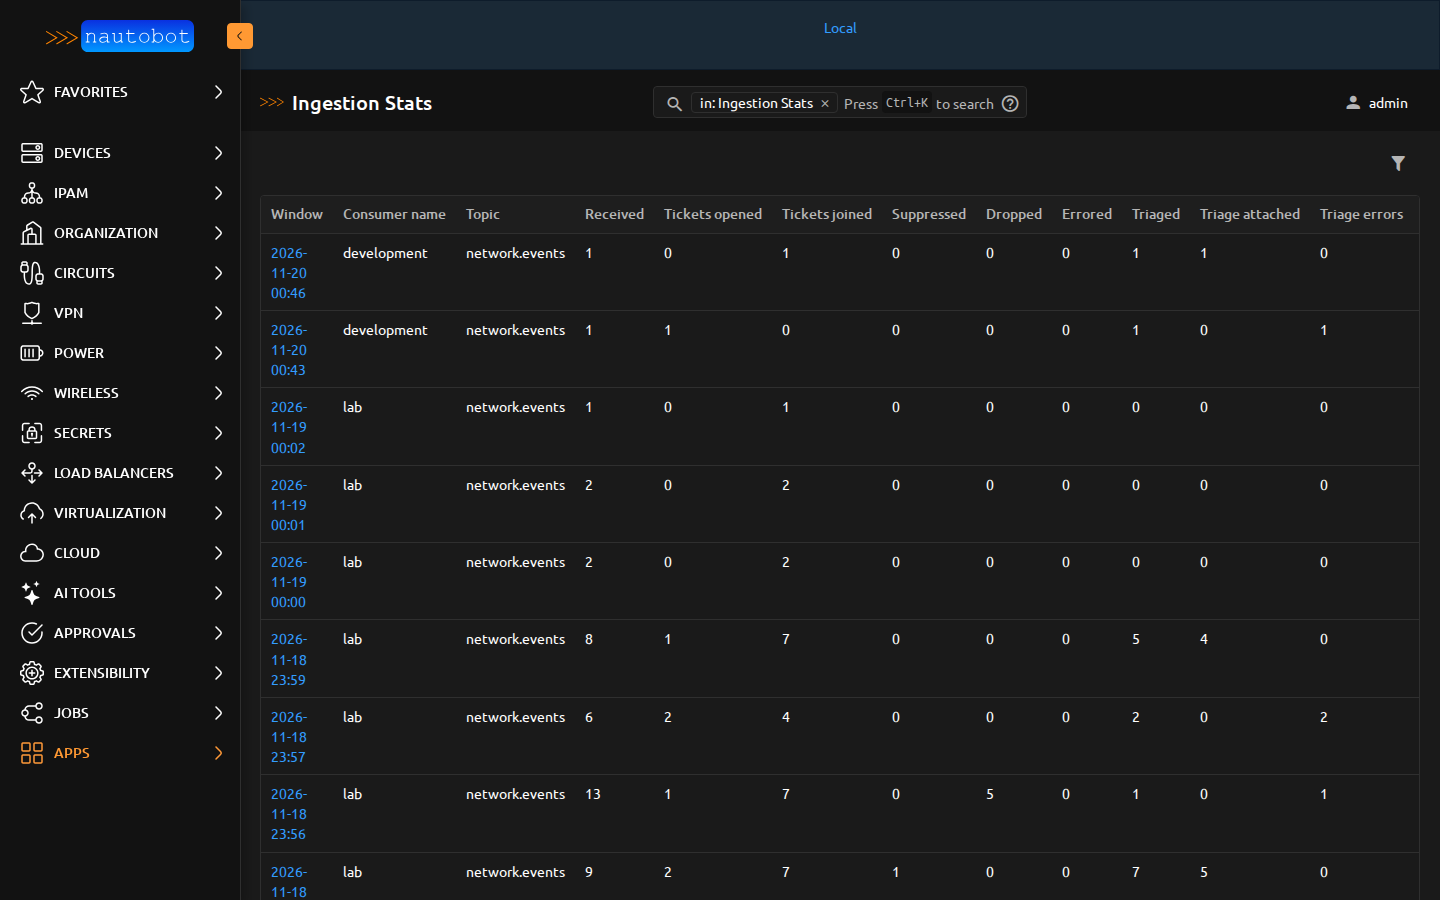 >>> nautobot
FAVORITES
DEVICES
IPAM
ORGANIZATION
CIRCUITS
VPN
POWER
WIRELESS
SECRETS
LOAD BALANCERS
VIRTUALIZATION
CLOUD
AI TOOLS
APPROVALS
EXTENSIBILITY
JOBS
APPS
Local
>>> Ingestion Stats
in: Ingestion Stats × Press Ctrl+K to search
admin
Window Consumer name Topic Received Tickets opened Tickets joined Suppressed Dropped Errored Triaged Triage attached Triage errors
2026- development network.events 1 0 1 0 0 0 1 1 0
11-20
00:46
2026- development network.events 1 1 0 0 0 0 1 0 1
11-20
00:43
2026- lab network.events 1 0 1 0 0 0 0 0 0
11-19
00:02
2026- lab network.events 2 0 2 0 0 0 0 0 0
11-19
00:01
2026- lab network.events 2 0 2 0 0 0 0 0 0
11-19
00:00
2026- lab network.events 8 1 7 0 0 0 5 4 0
11-18
23:59
2026- lab network.events 6 2 4 0 0 0 2 0 2
11-18
23:57
2026- lab network.events 13 1 7 0 5 0 1 0 1
11-18
23:56
2026- lab network.events 9 2 7 1 0 0 7 5 0
11-18